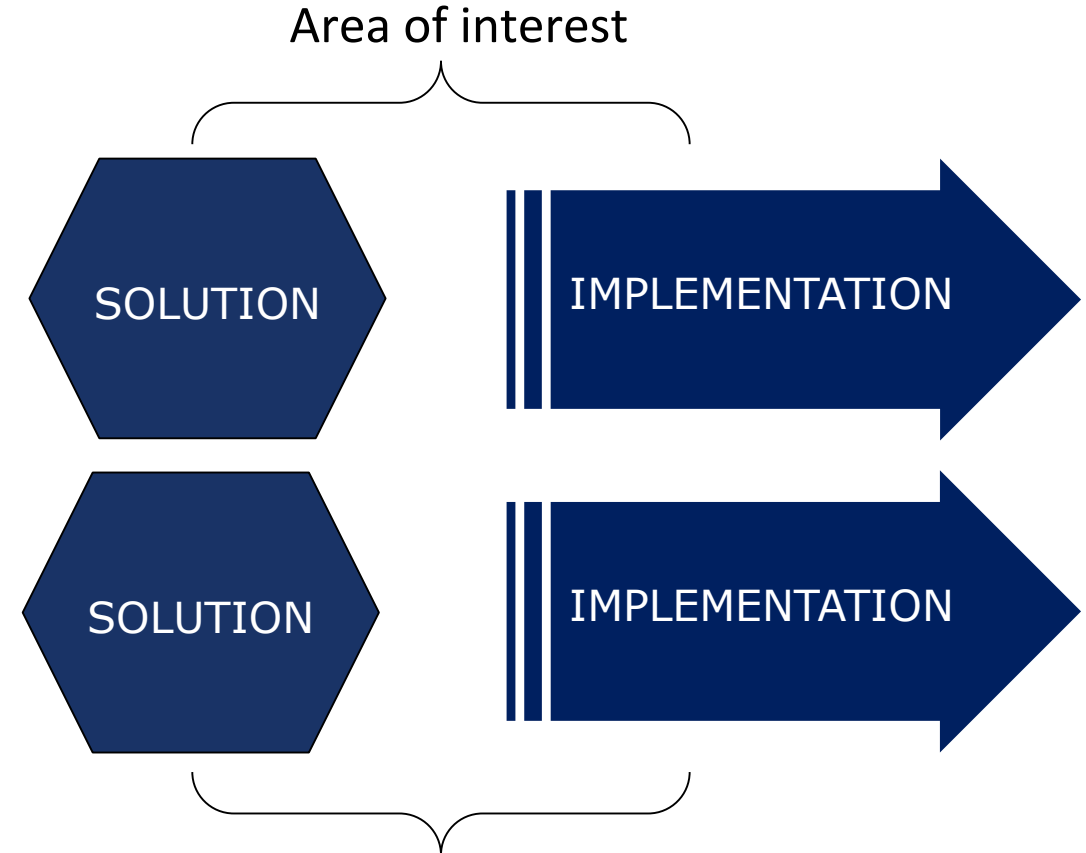 Area of interest
SOLUTION
IMPLEMENTATION
SOLUTION
IMPLEMENTATION